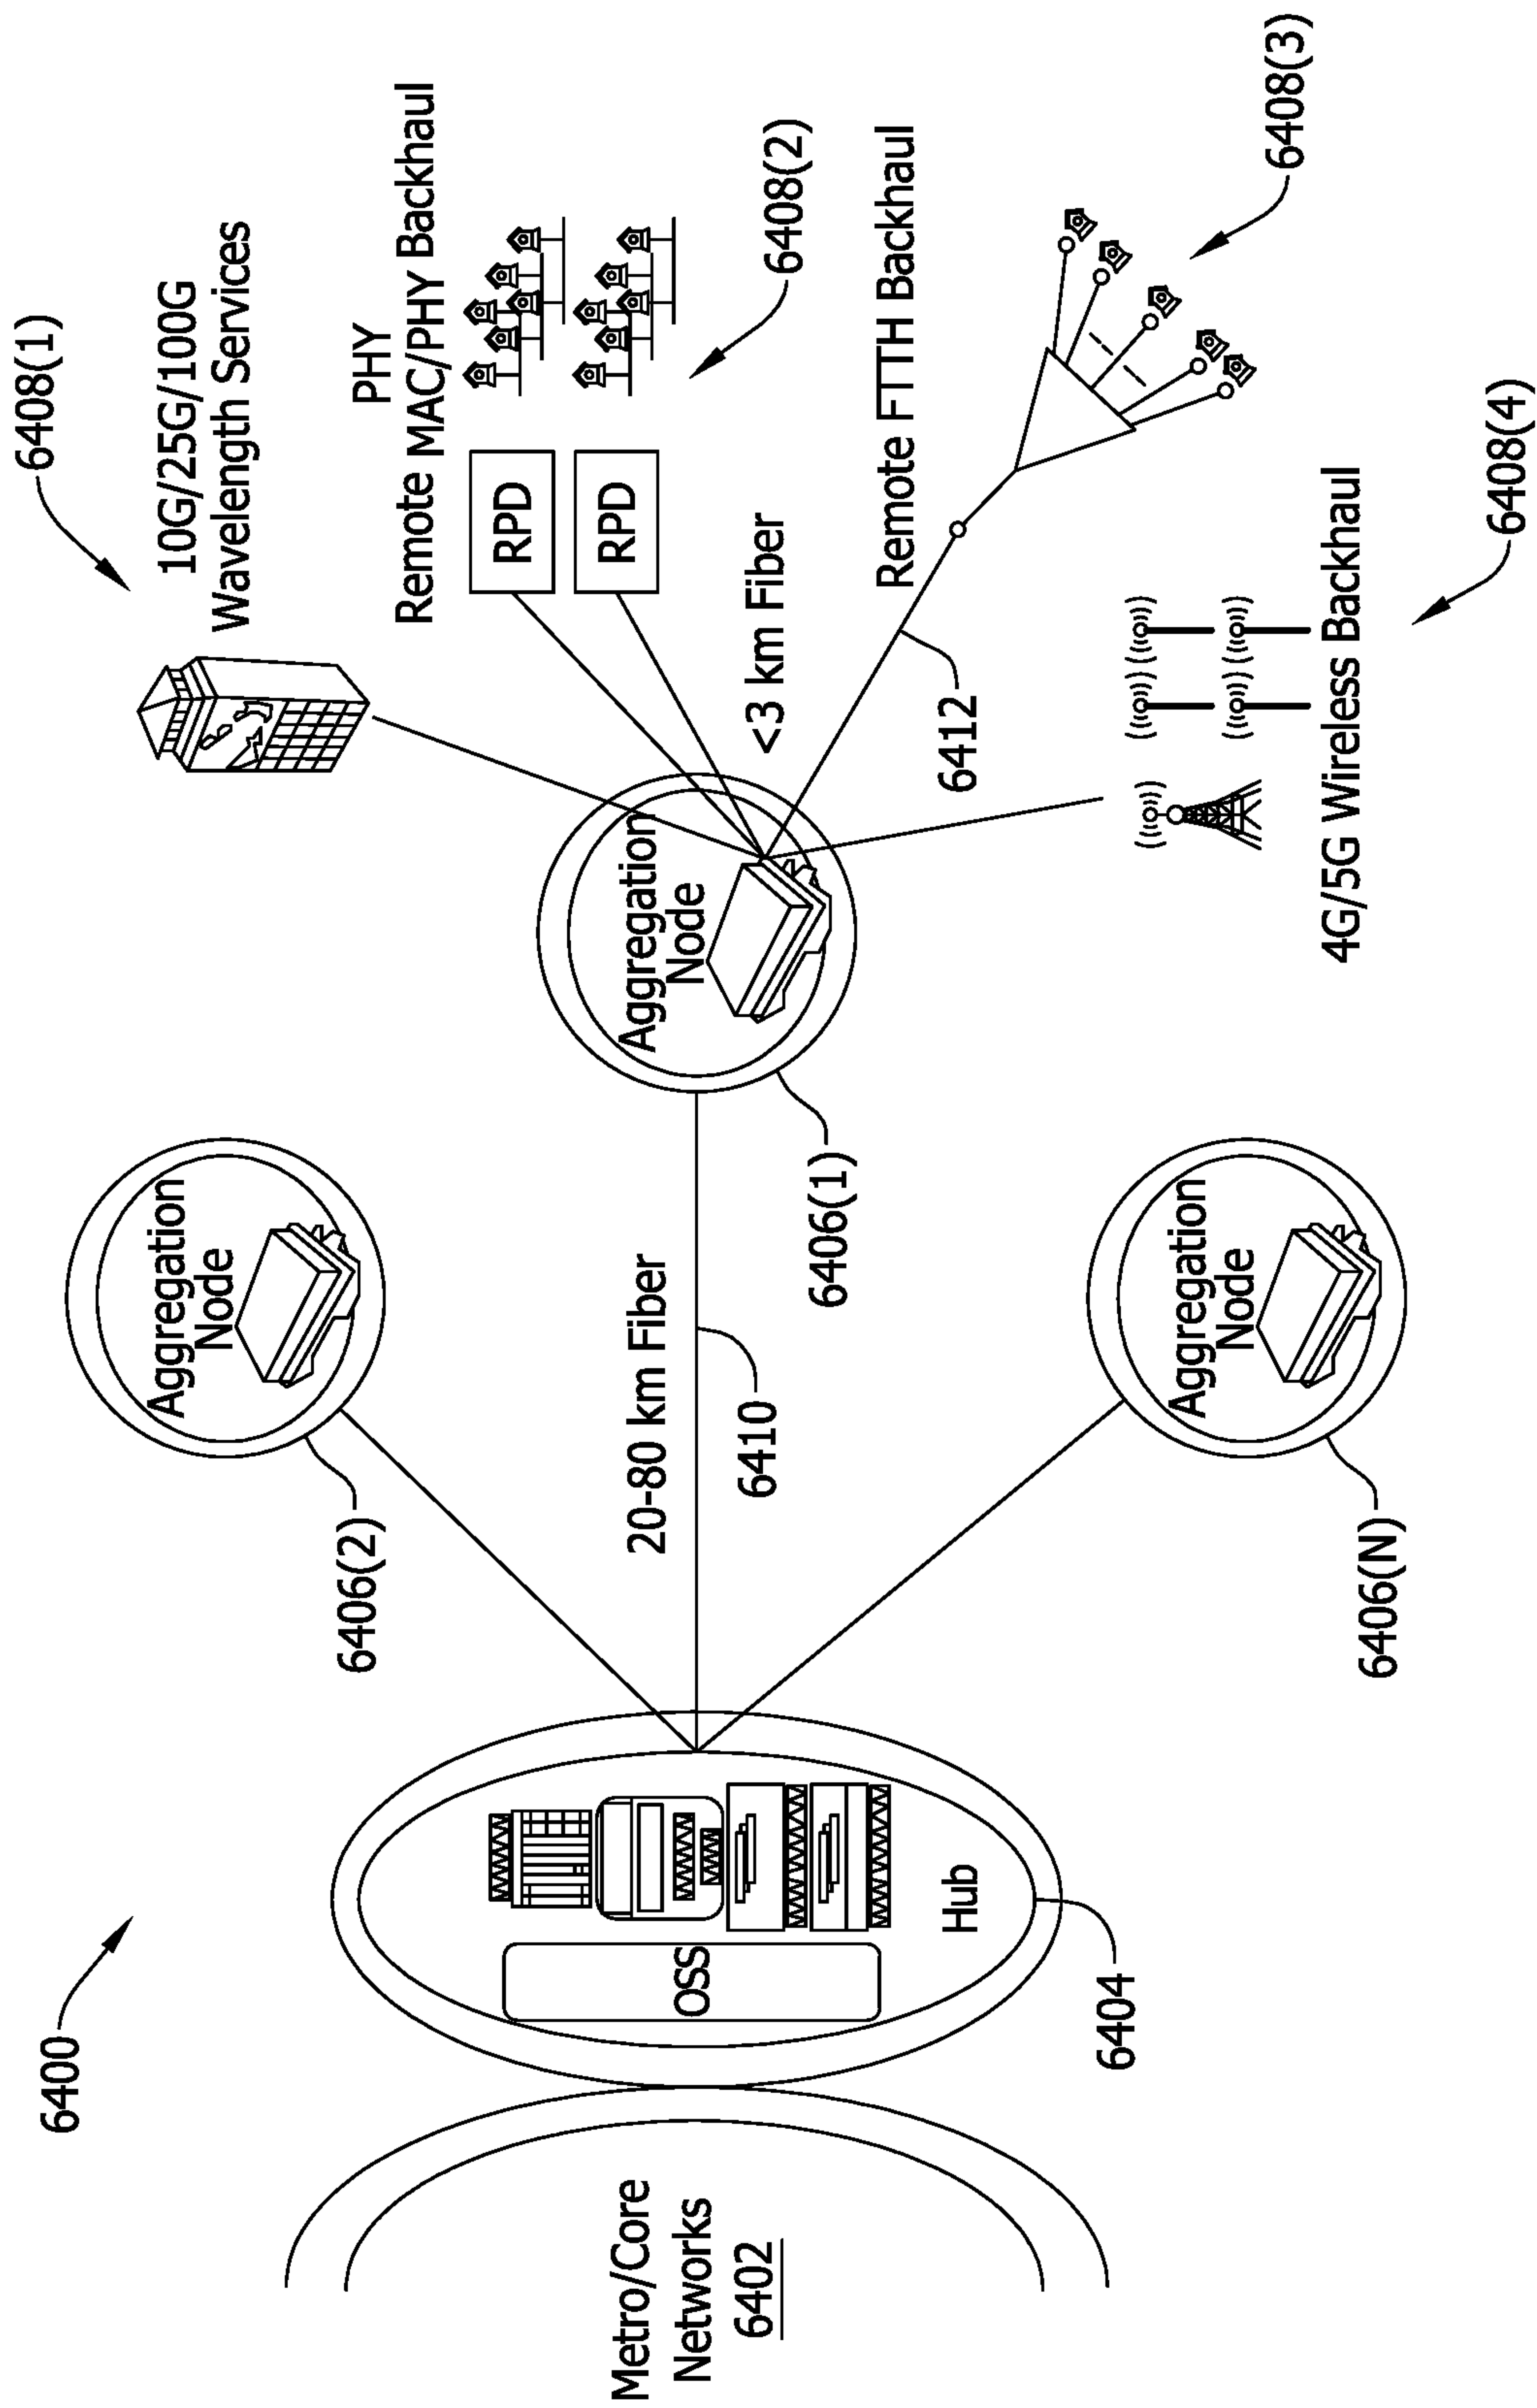 6400
Metro/Core
Networks
6402
OSS
Hub
6404
Aggregation
Node
6406(2)
20-80 km Fiber
6410
Aggregation
Node
6406(1)
Aggregation
Node
6406(N)
6408(1)
10G/25G/100G
Wavelength Services
PHY
Remote MAC/PHY Backhaul
RPD
RPD
6408(2)
<3 km Fiber
Remote FTTH Backhaul
6412
6408(3)
4G/5G Wireless Backhaul
6408(4)